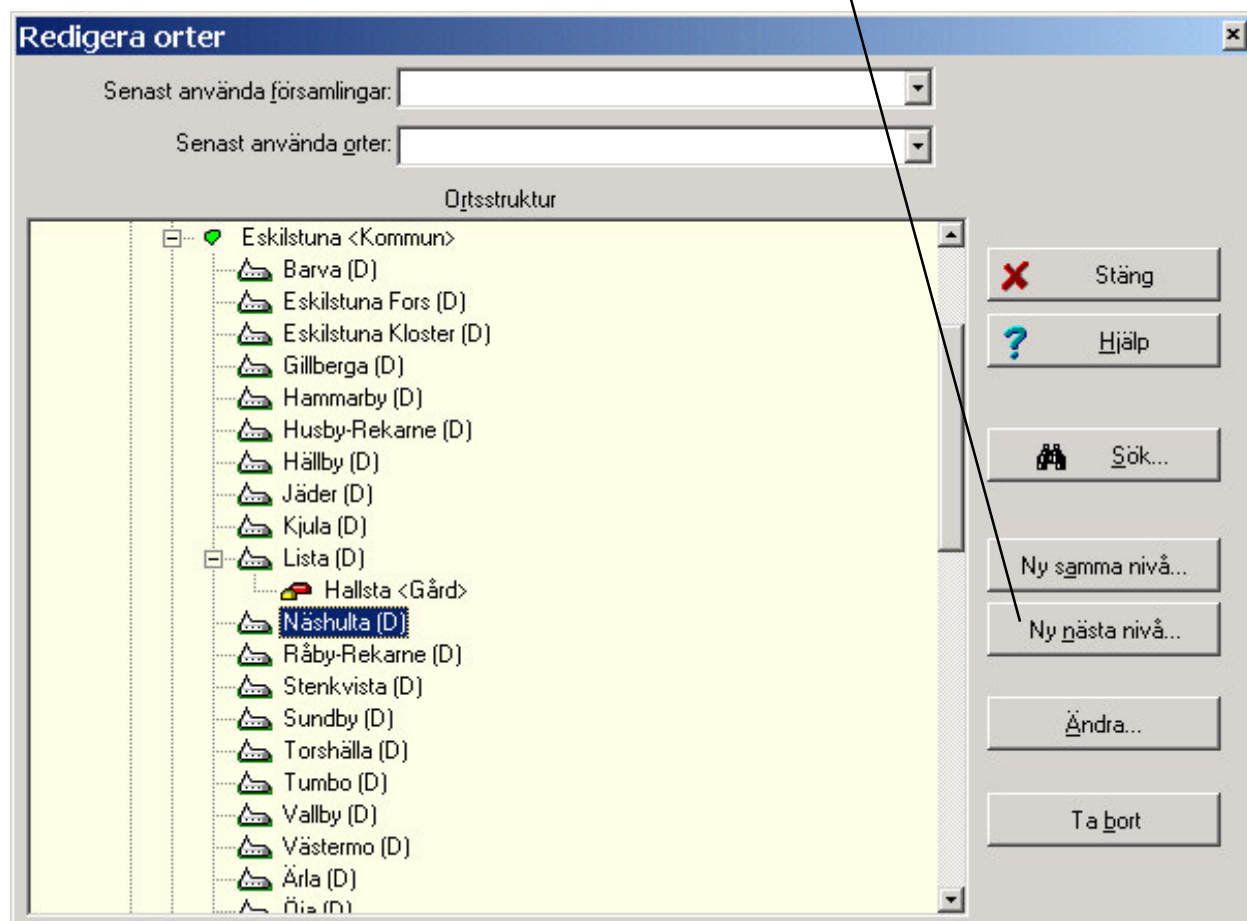 Redigera orter
Senast använda församlingar:
Senast använda orter:
Ortsstruktur
Eskilstuna <Kommun>
Barva (D)
Eskilstuna Fors (D)
Eskilstuna Kloster (D)
Gillberga (D)
Hammarby (D)
Husby-Rekarne (D)
Hällby (D)
Jäder (D)
Kjula (D)
Lista (D)
Hallsta <Gård>
Näshulta (D)
Råby-Rekarne (D)
Stenkvista (D)
Sundby (D)
Torshälla (D)
Tumbo (D)
Vallby (D)
Västermo (D)
Ärla (D)
Öja (D)
Stäng
Hjälp
Sök...
Ny samma nivå...
Ny nästa nivå...
Ändra...
Ta bort